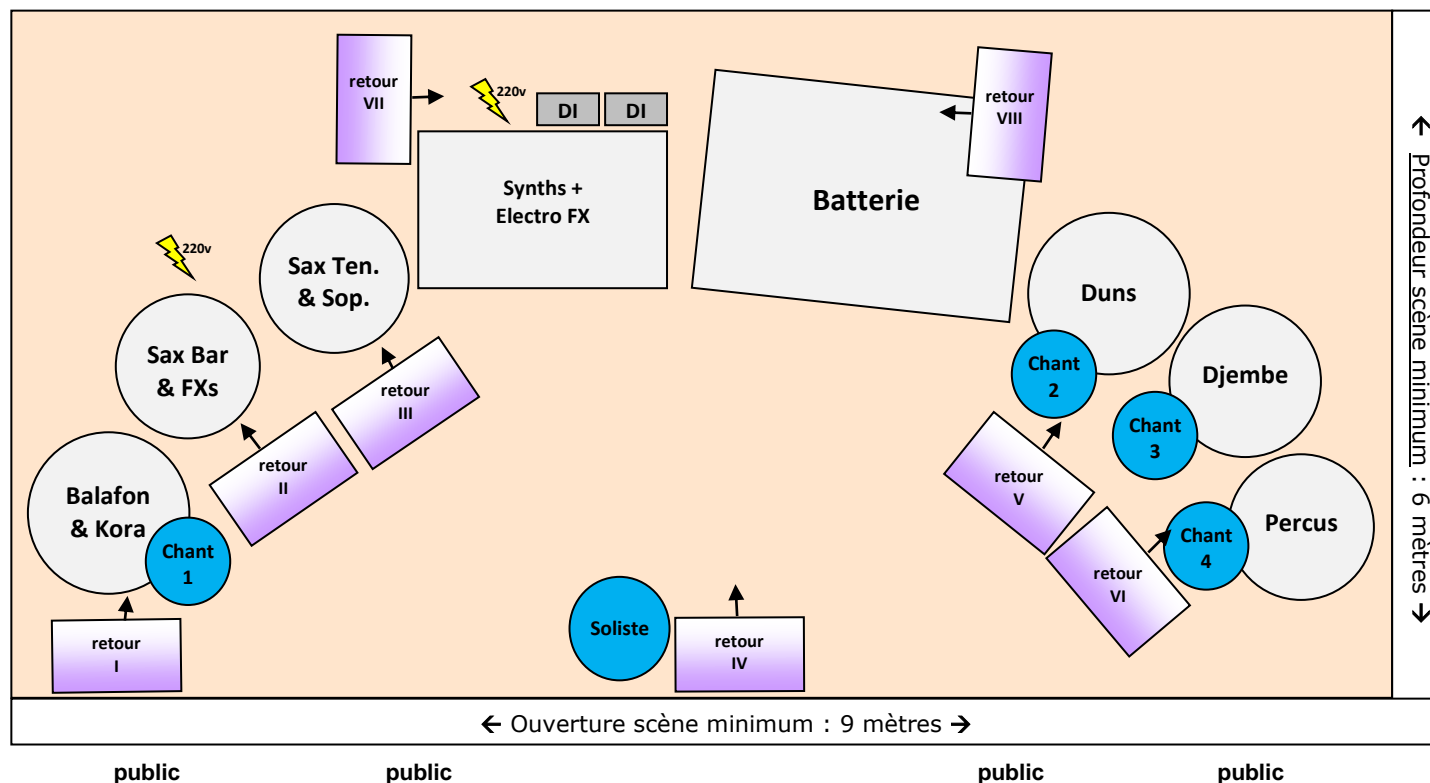 retour
VII
220v
DI
DI
retour
VIII
Synths +
Electro FX
Batterie
220v
Sax Ten.
& Sop.
Duns
Sax Bar
& FXs
retour
III
Chant
2
Djembe
Chant
3
retour
II
retour
V
Balafon
& Kora
Chant
1
Percus
Chant
4
retour
VI
Soliste
retour
I
retour
IV
← Profondeur scène minimum : 6 mètres →
← Ouverture scène minimum : 9 mètres →
public public public public